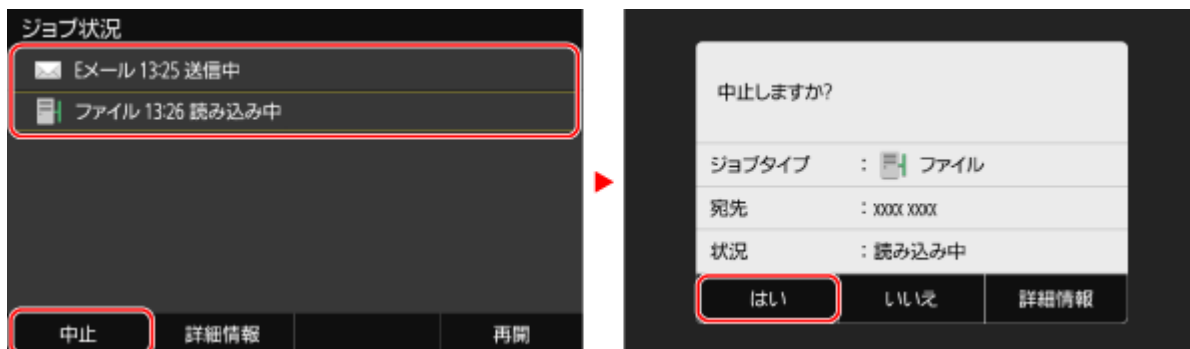 ジョブ状況
Eメール 13:25 送信中
ファイル 13:26 読み込み中
中止 詳細情報 再開
中止しますか?
ジョブタイプ : ファイル
宛先 : xxxx xxxx
状況 : 読み込み中
はい いいえ 詳細情報